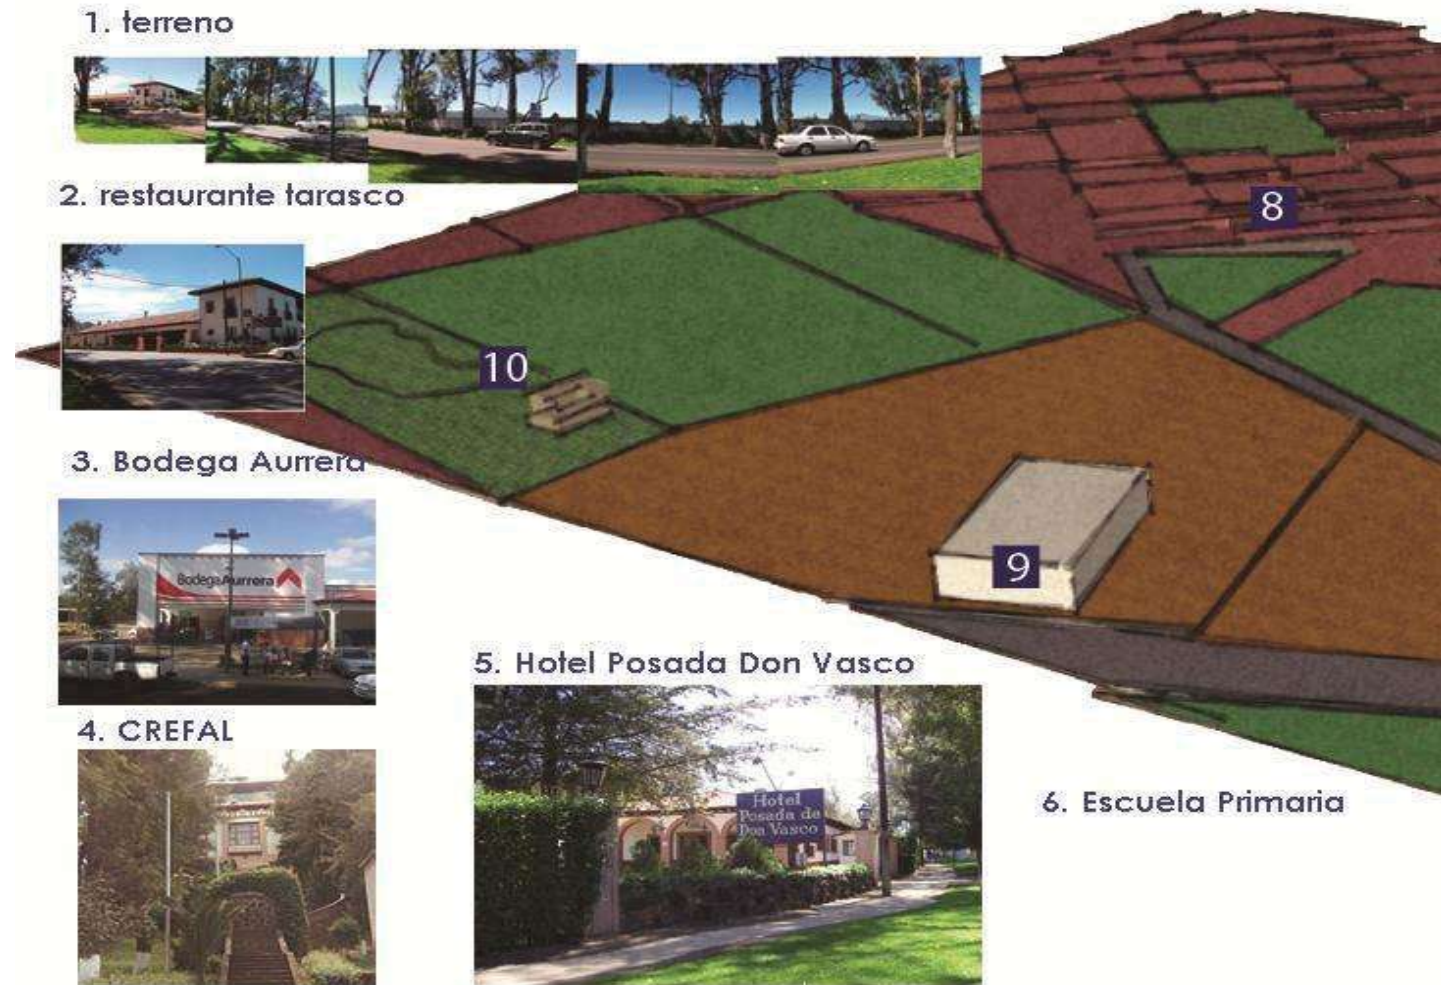 1. terreno
2. restaurante tarasco
8
10
3. Bodega Aurrera
Bodega Aurrera
9
5. Hotel Posada Don Vasco
4. CREFAL
Hotel
Posada de
Don Vasco
6. Escuela Primaria